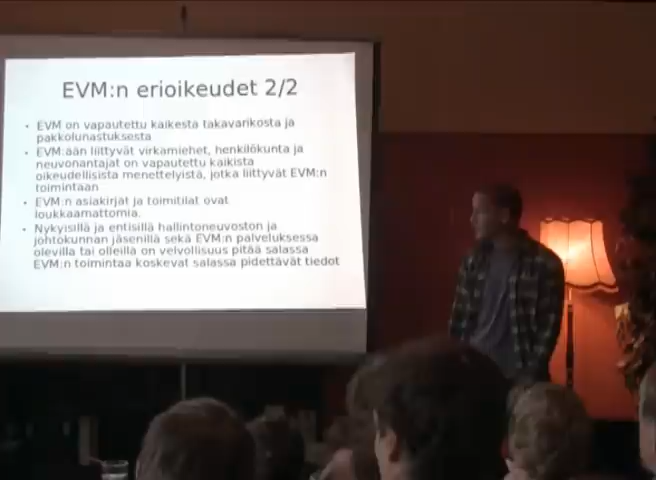 EVM:n erioikeudet 2/2
• EVM on vapautettu kaikesta takavarikosta ja
pakkolunastuksesta
• EVM:ään liittyvät virkamiehet, henkilökunta ja
neuvonantajat on vapautettu kaikista
oikeudellisista menettelyistä, jotka liittyvät EVM:n
toimintaan
• EVM:n asiakirjat ja toimitilat ovat
loukkaamattomia.
• Nykyisillä ja entisillä hallintoneuvoston ja
johtokunnan jäsenillä sekä EVM:n palveluksessa
olevilla tai olleilla on velvollisuus pitää salassa
EVM:n toimintaa koskevat salassa pidettävät tiedot